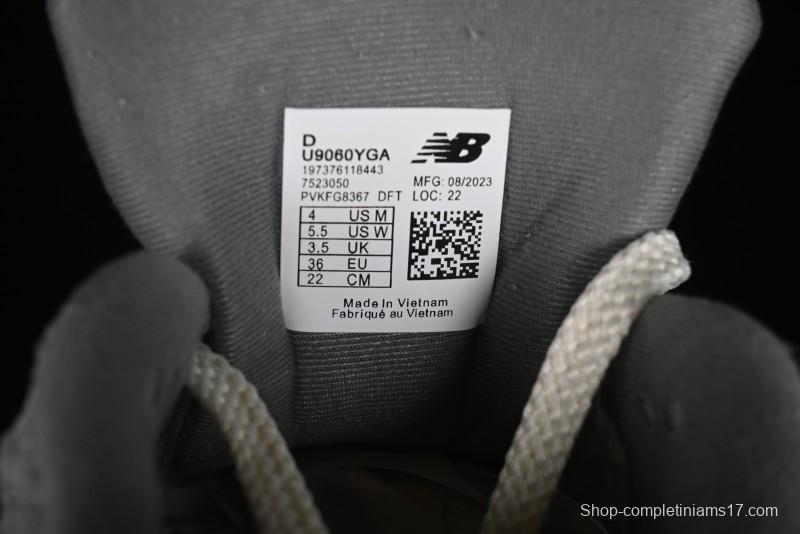 D
U9060YGA
197376118443
7523050
PVKFG8367 DFT
NB
MFG: 08/2023
LOC: 22
4 US M
5.5 US W
3.5 UK
36 EU
22 CM
Made In Vietnam
Fabriqué au Vietnam
Shop-completiniams17.com